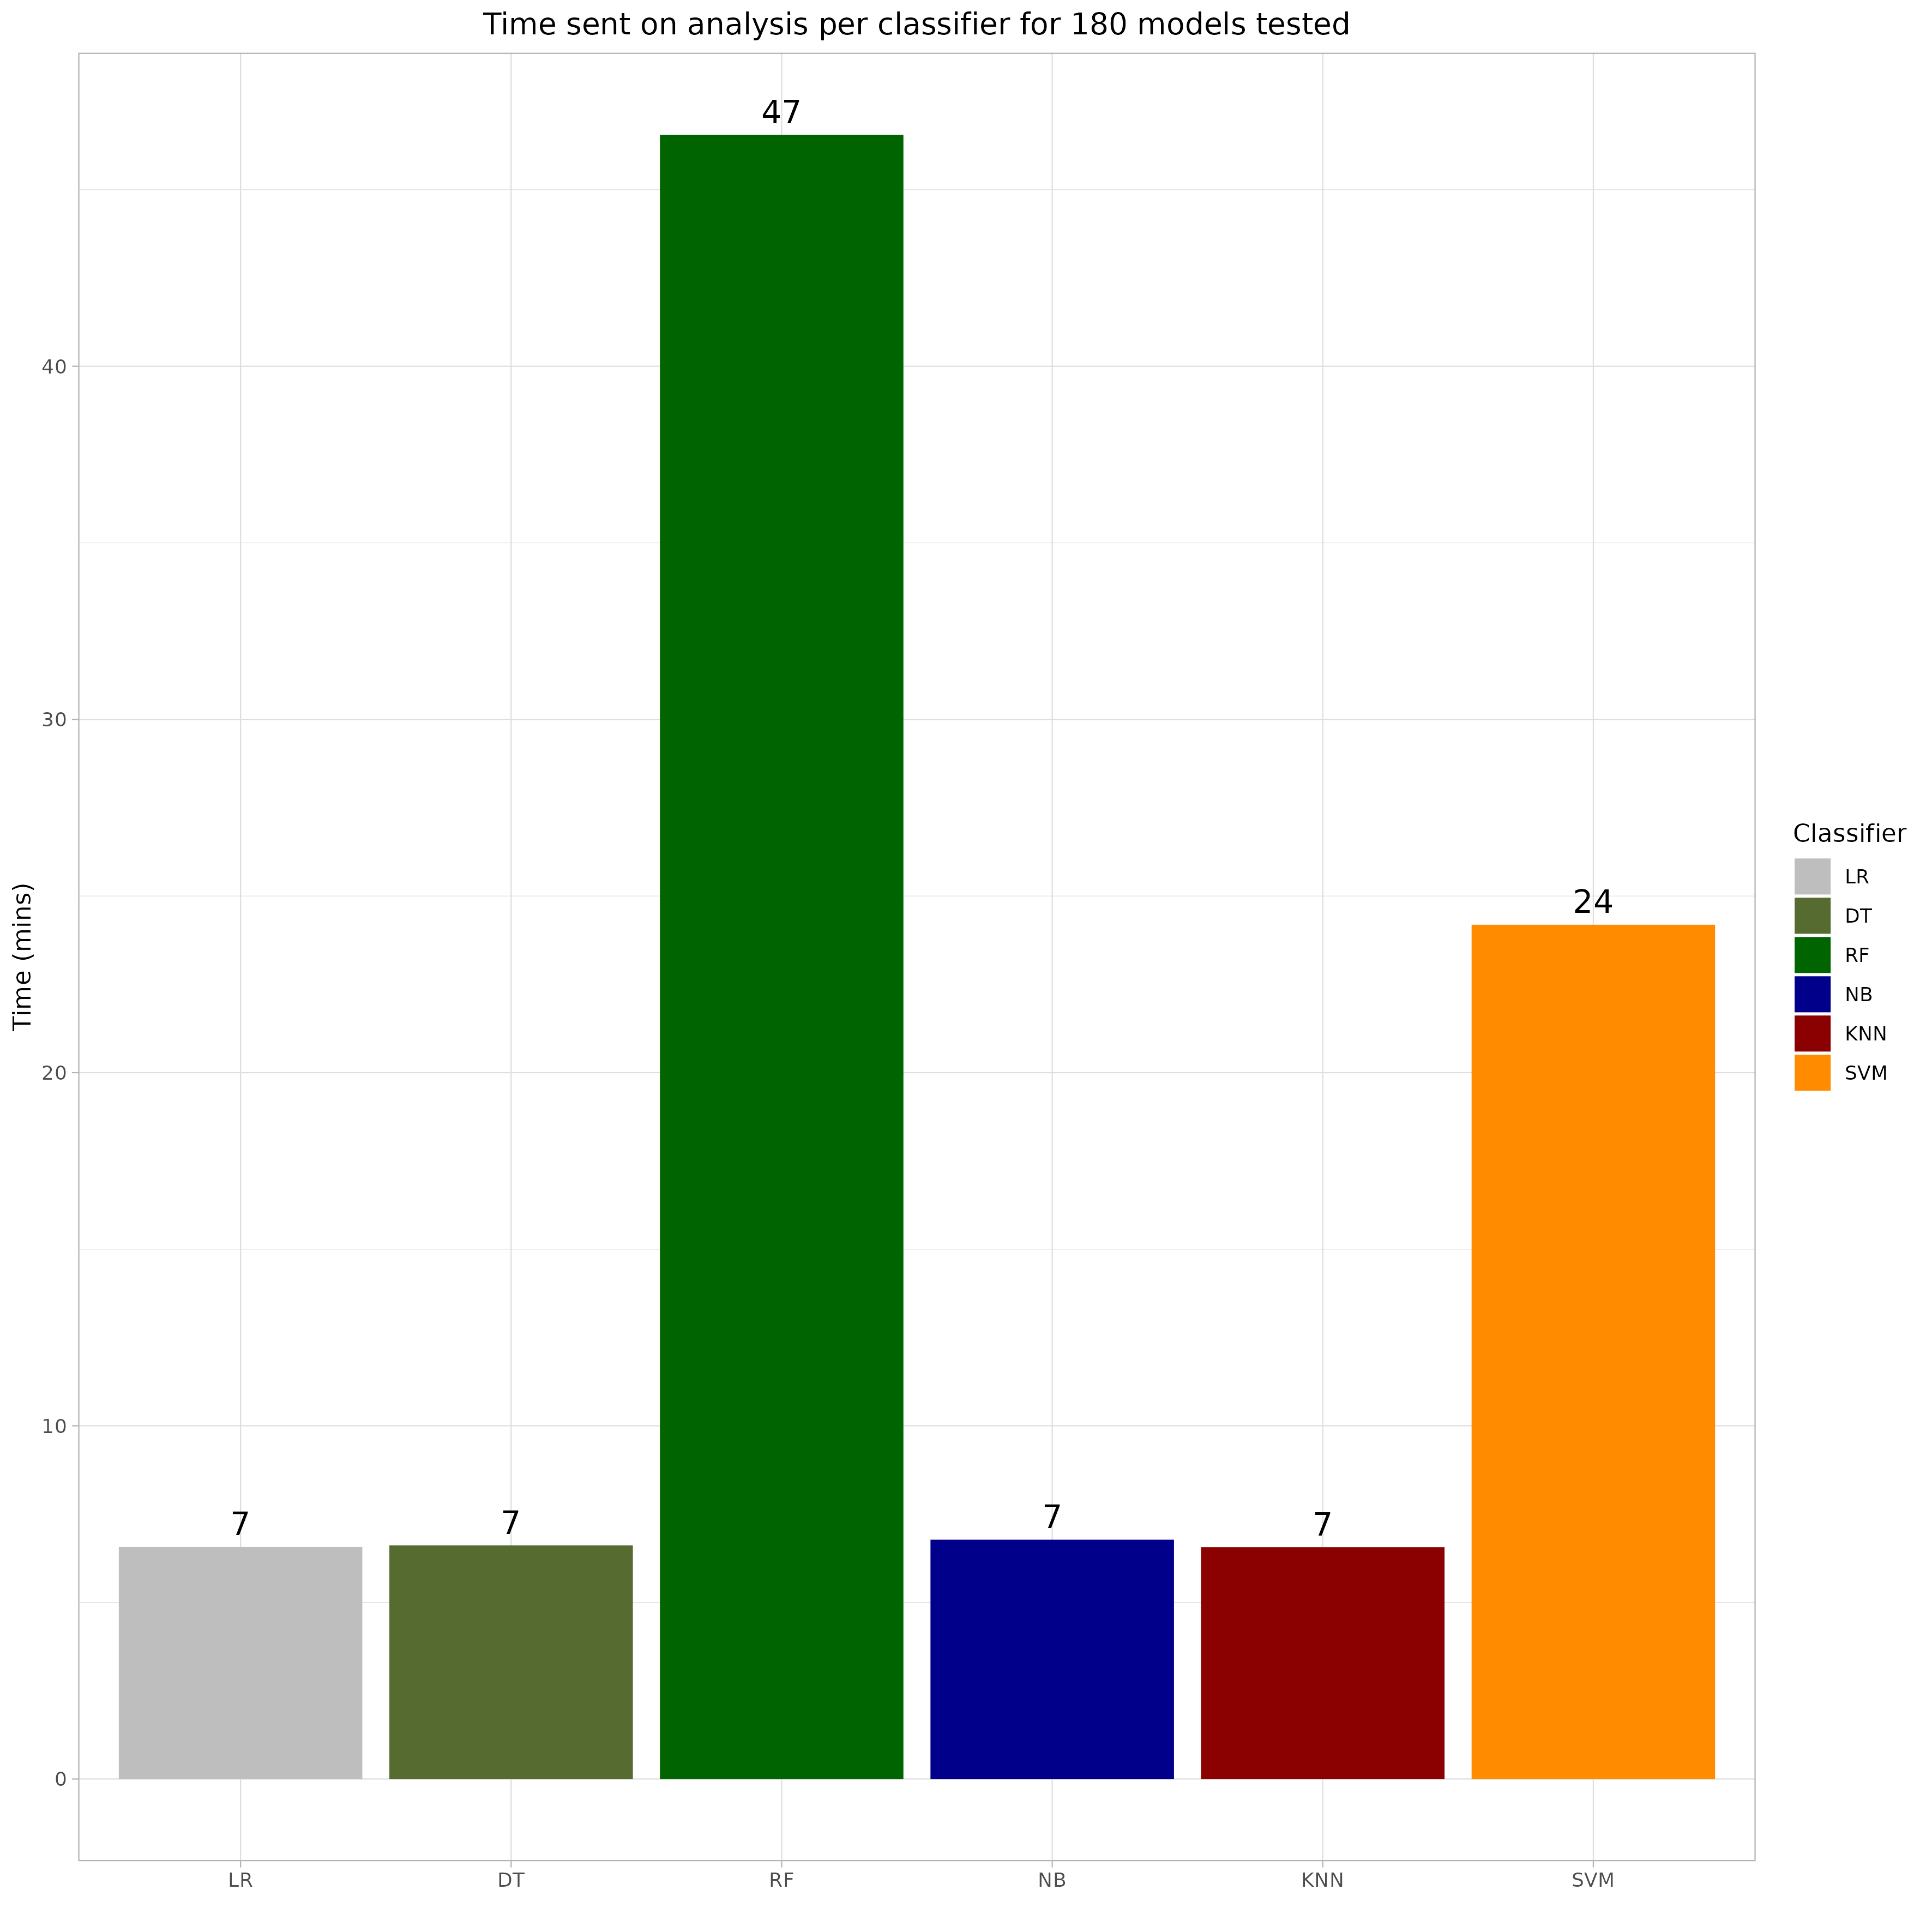 Time sent on analysis per classifier for 180 models tested
47
40
30
24
20
10
7
7
7
7
0
Time (mins)
LR
DT
RF
NB
KNN
SVM
Classifier
LR
DT
RF
NB
KNN
SVM